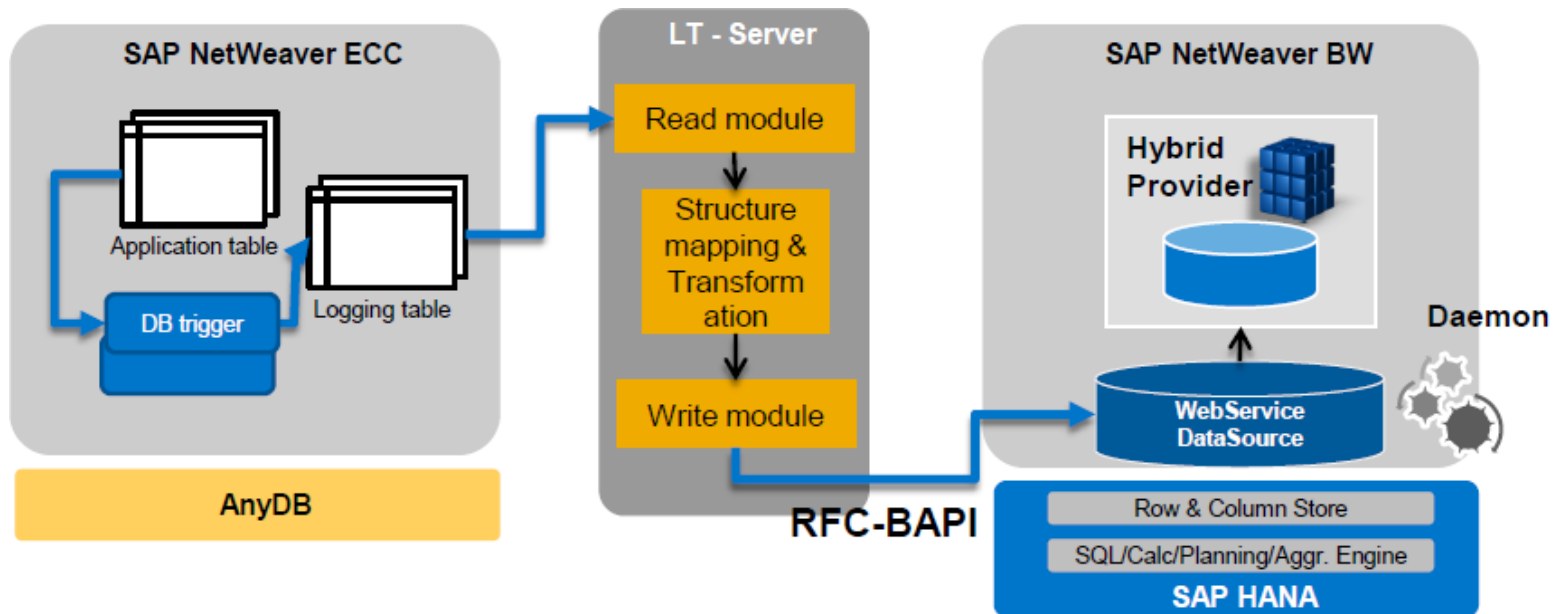 SAP NetWeaver ECC
Application table
Logging table
DB trigger
AnyDB
LT - Server
Read module
Structure
mapping &
Transform
ation
Write module
RFC-BAPI
SAP NetWeaver BW
Hybrid
Provider
Daemon
WebService
DataSource
Row & Column Store
SQL/Calc/Planning/Aggr. Engine
SAP HANA